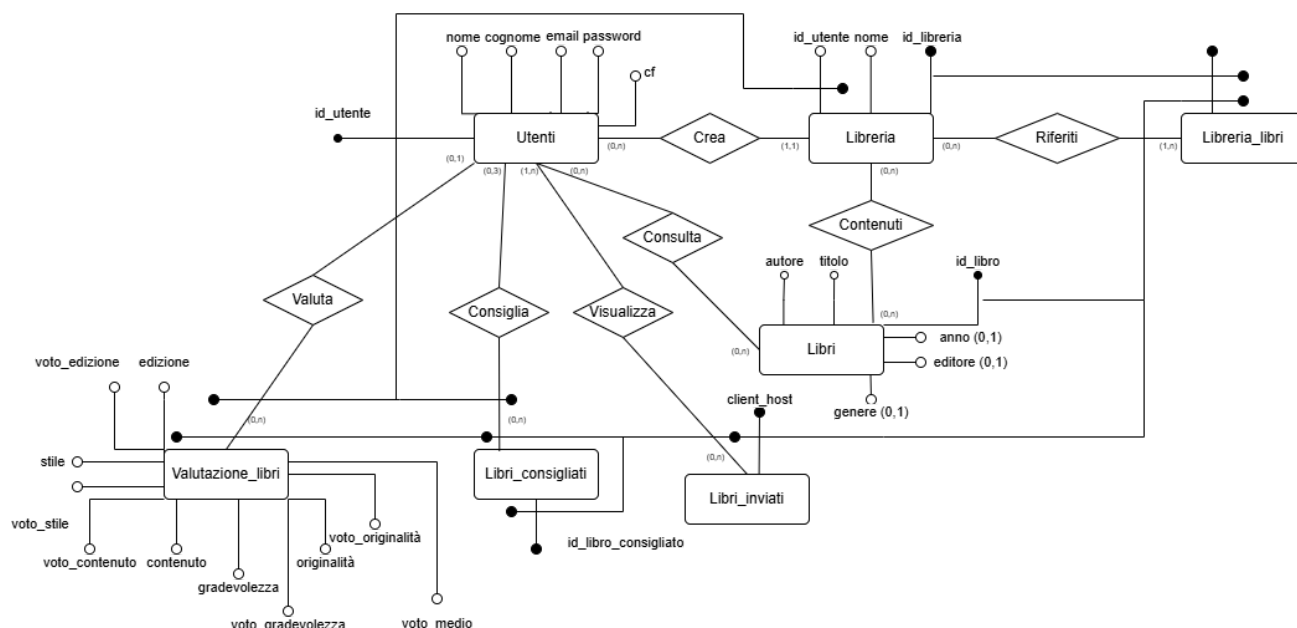 nome cognome email password
id_utente nome id_libreria
cf
id_utente
Utenti Crea Libreria Riferiti Libreria_libri
(0,n) (1,1) (0,n) (1,n)
(0,1) (0,3) (1,n) (0,n) (0,n)
Contenuti
Consulta
autore titolo id_libro
Valuta Consiglia Visualizza
(0,n)
anno (0,1)
Libri
(0,n)
editore (0,1)
voto_edizione edizione
client_host genere (0,1)
(0,n) (0,n)
stile Valutazione_libri Libri_consigliati (0,n)
Libri_inviati
voto_stile
voto_originalità
id_libro_consigliato
voto_contenuto contenuto originalità
gradevolezza
voto_gradevolezza voto_medio